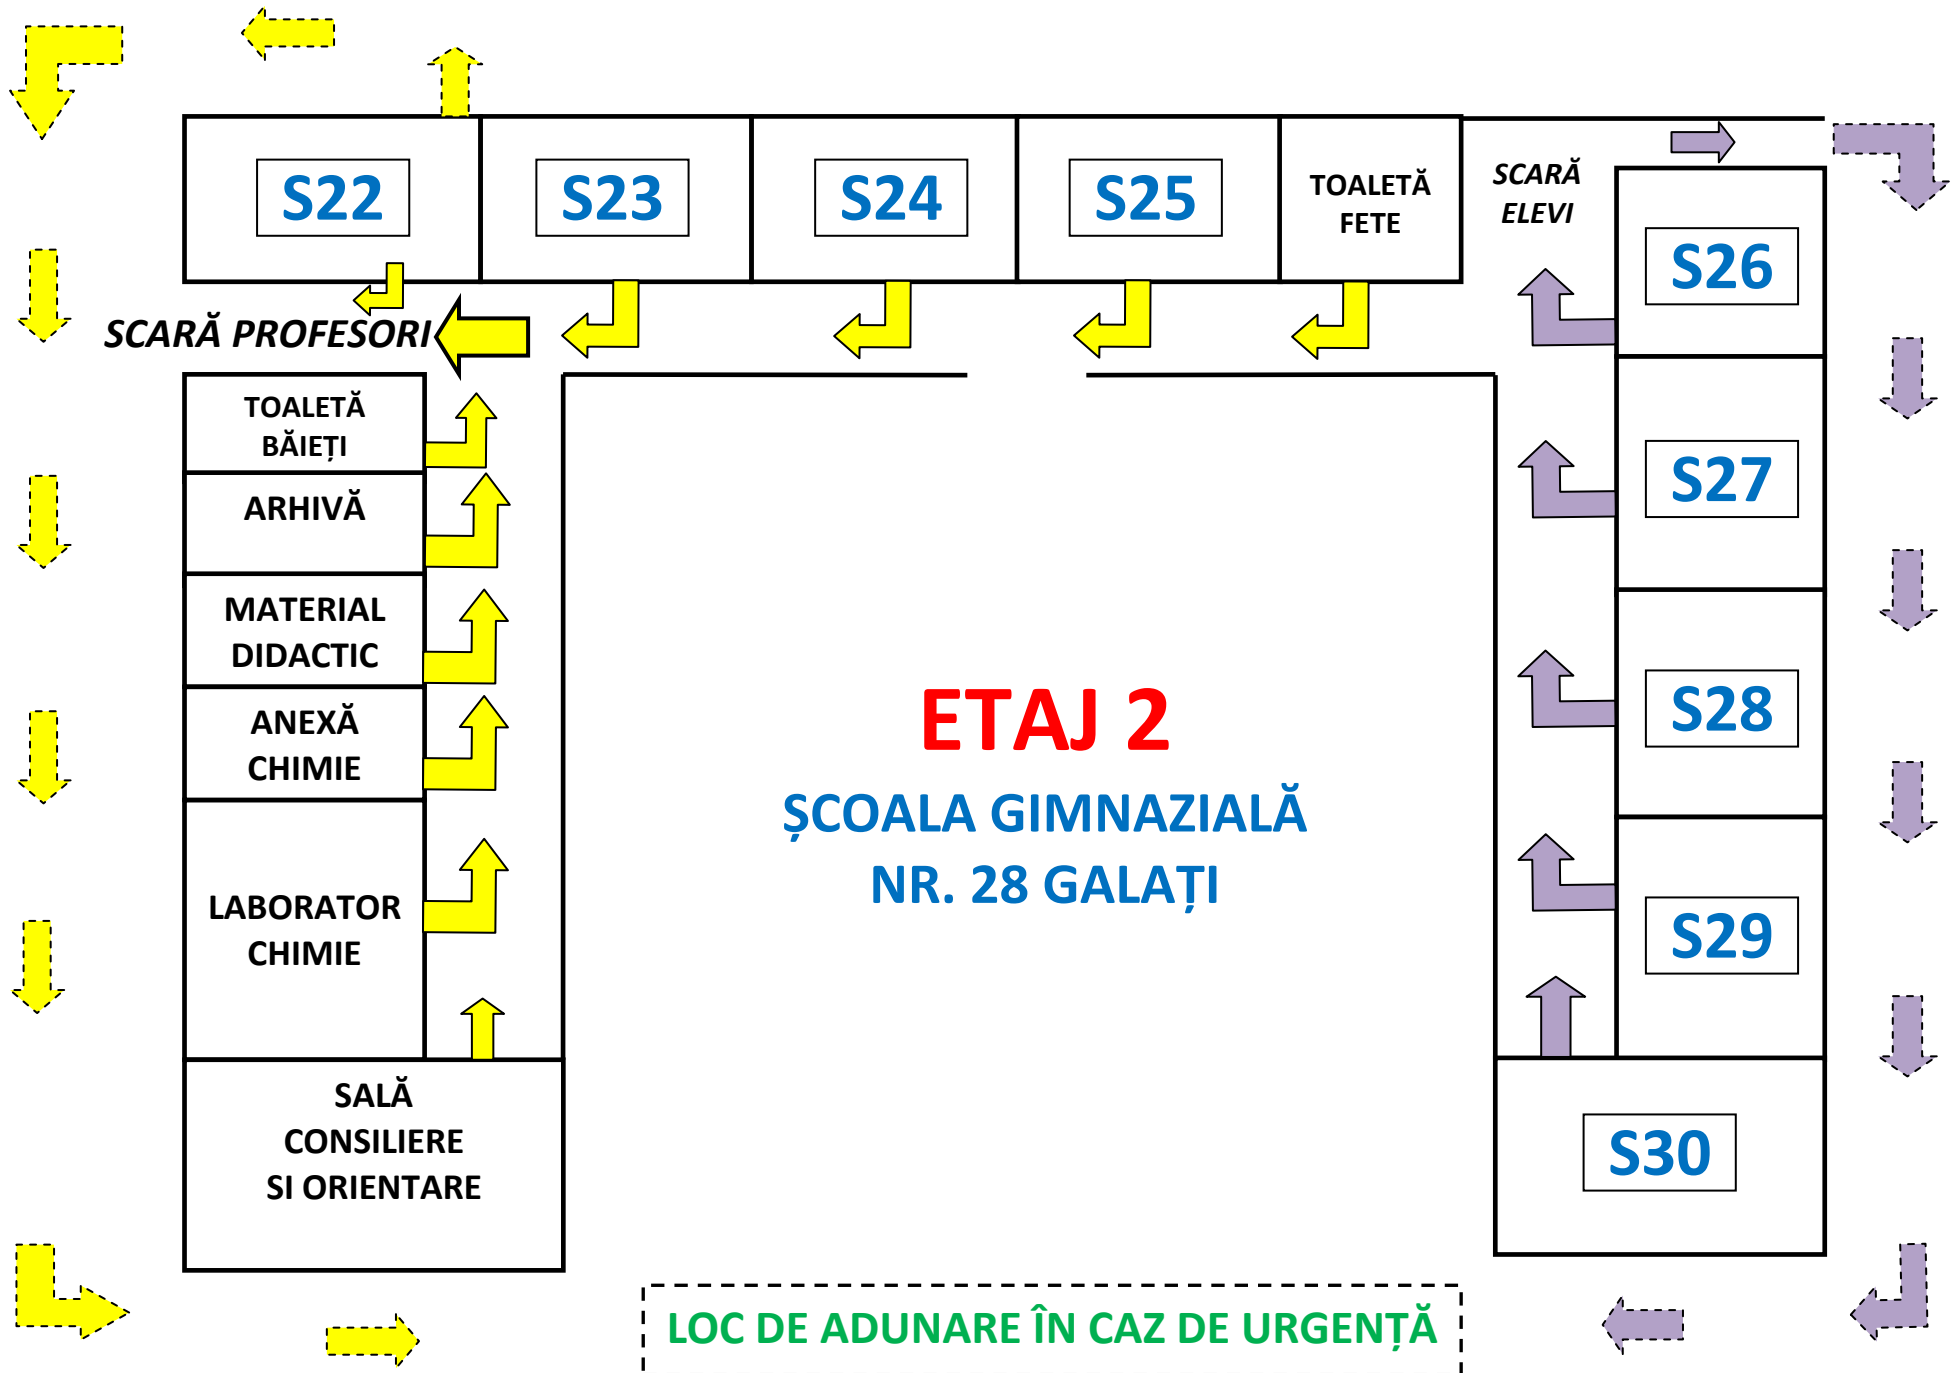 S22
S23
S24
S25
TOALETĂ
FETE
SCARĂ
ELEVI
S26
SCARĂ PROFESORI
TOALETĂ
BĂIEȚI
ARHIVĂ
MATERIAL
DIDACTIC
ANEXĂ
CHIMIE
LABORATOR
CHIMIE
SALĂ
CONSILIERE
SI ORIENTARE
ETAJ 2
ȘCOALA GIMNAZIALĂ
NR. 28 GALAȚI
S27
S28
S29
S30
LOC DE ADUNARE ÎN CAZ DE URGENȚĂ